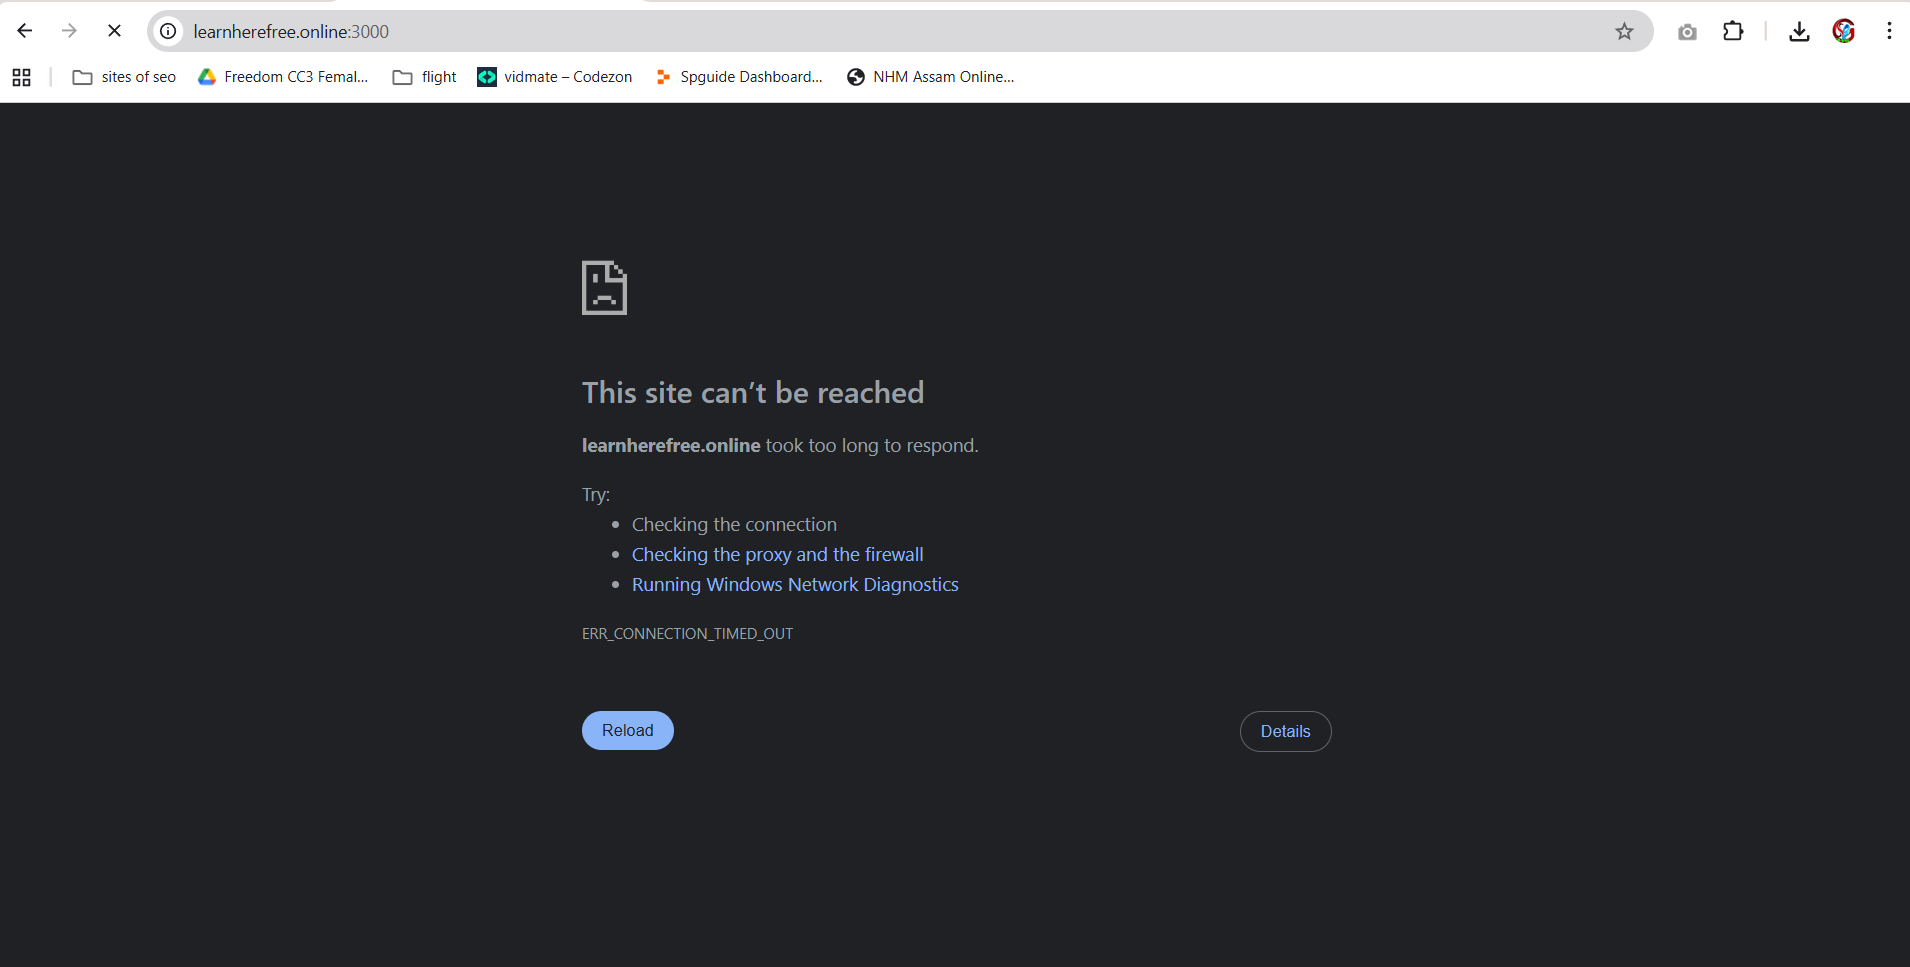 learnherefree.online:3000
sites of seo Freedom CC3 Femal... flight vidmate – Codezon Spguide Dashboard... NHM Assam Online...
This site can’t be reached
learnherefree.online took too long to respond.
Try:
• Checking the connection
• Checking the proxy and the firewall
• Running Windows Network Diagnostics
ERR_CONNECTION_TIMED_OUT
Reload Details